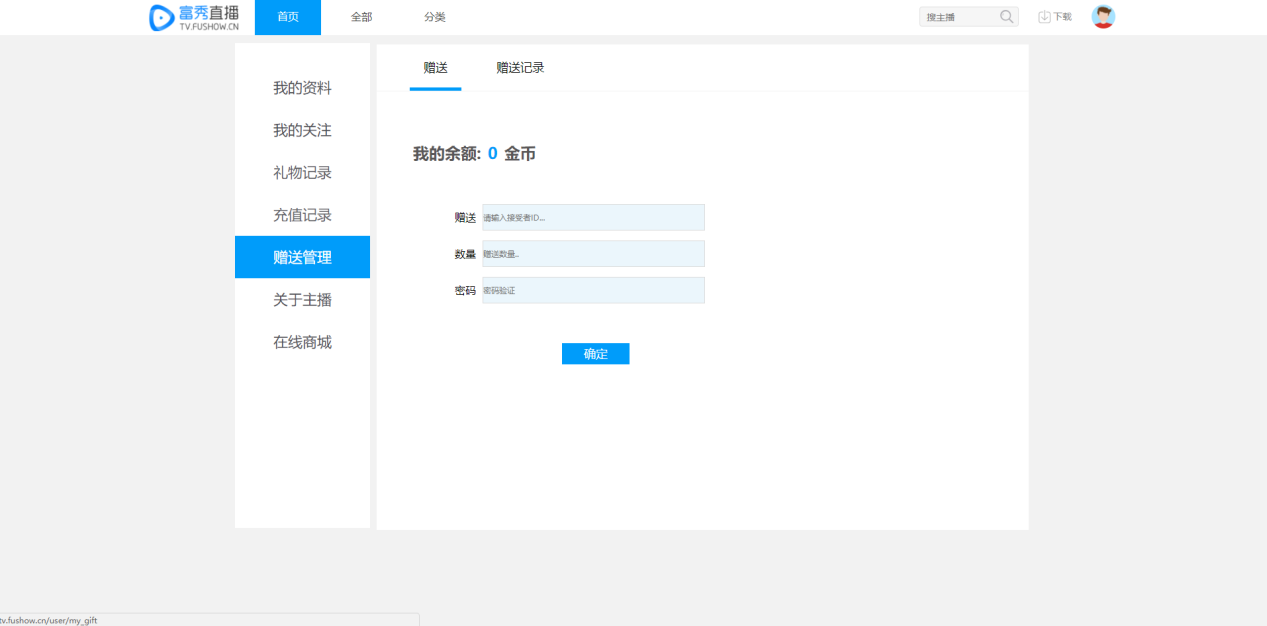 富秀直播
TV.FUSHOW.CN
首页
全部
分类
搜主播
下载
我的资料
我的关注
礼物记录
充值记录
赠送管理
关于主播
在线商城
赠送
赠送记录
我的余额: 0 金币
赠送 请输入接受者ID...
数量 赠送数量..
密码 密码验证
确定
tv.fushow.cn/user/my_gift